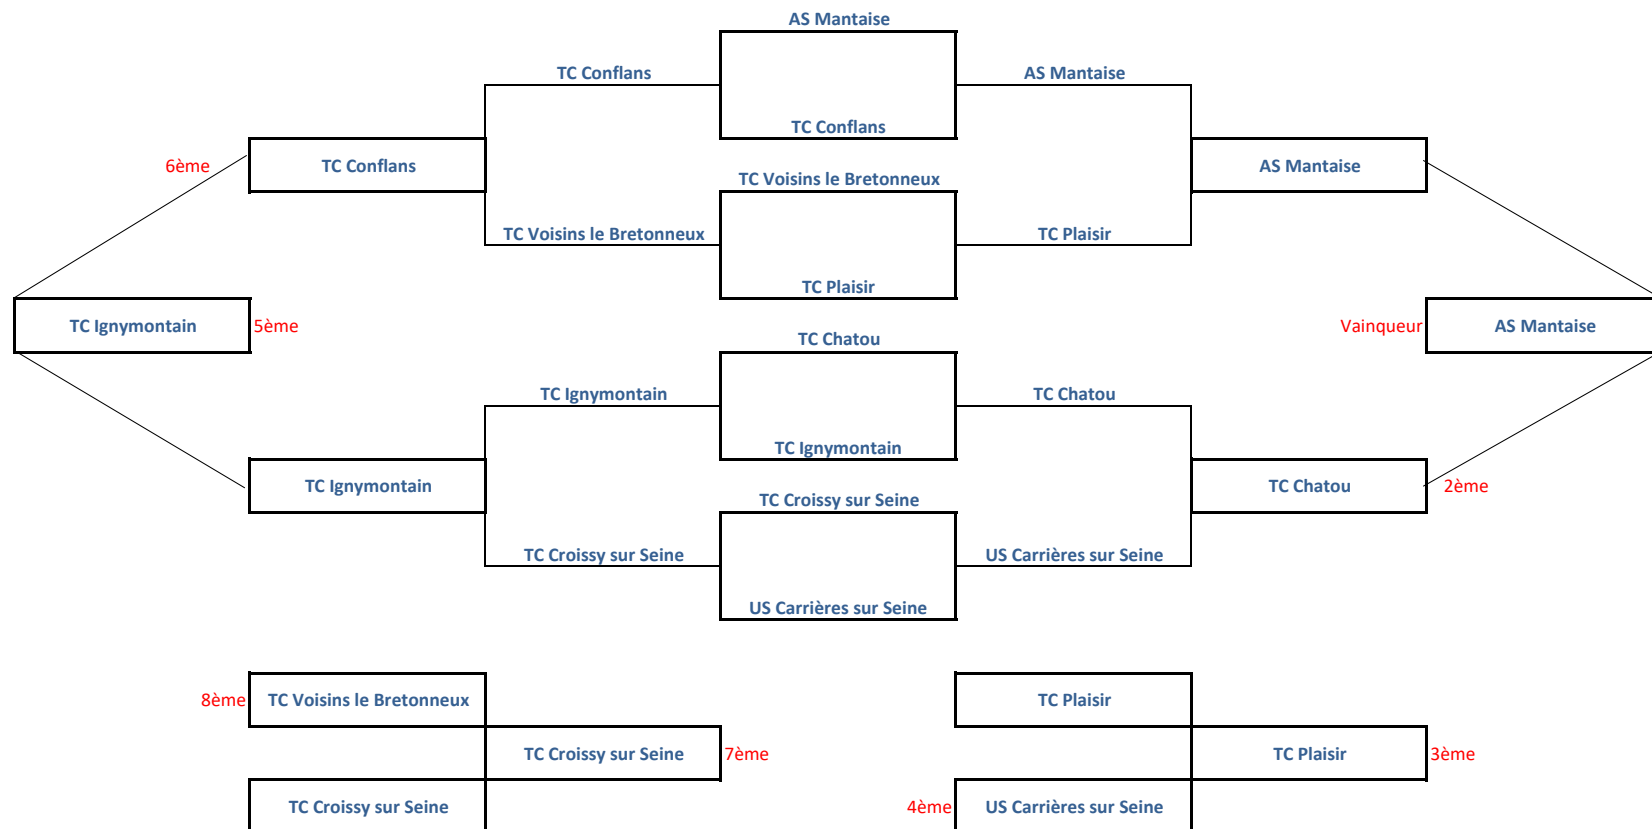 AS Mantaise
TC Conflans
AS Mantaise
TC Conflans
6ème
TC Conflans
AS Mantaise
TC Voisins le Bretonneux
TC Voisins le Bretonneux
TC Plaisir
TC Plaisir
TC Ignymontain
5ème
Vainqueur
AS Mantaise
TC Chatou
TC Ignymontain
TC Chatou
TC Ignymontain
TC Ignymontain
TC Chatou
2ème
TC Croissy sur Seine
TC Croissy sur Seine
US Carrières sur Seine
US Carrières sur Seine
8ème
TC Voisins le Bretonneux
TC Plaisir
TC Croissy sur Seine
7ème
TC Plaisir
3ème
TC Croissy sur Seine
4ème
US Carrières sur Seine